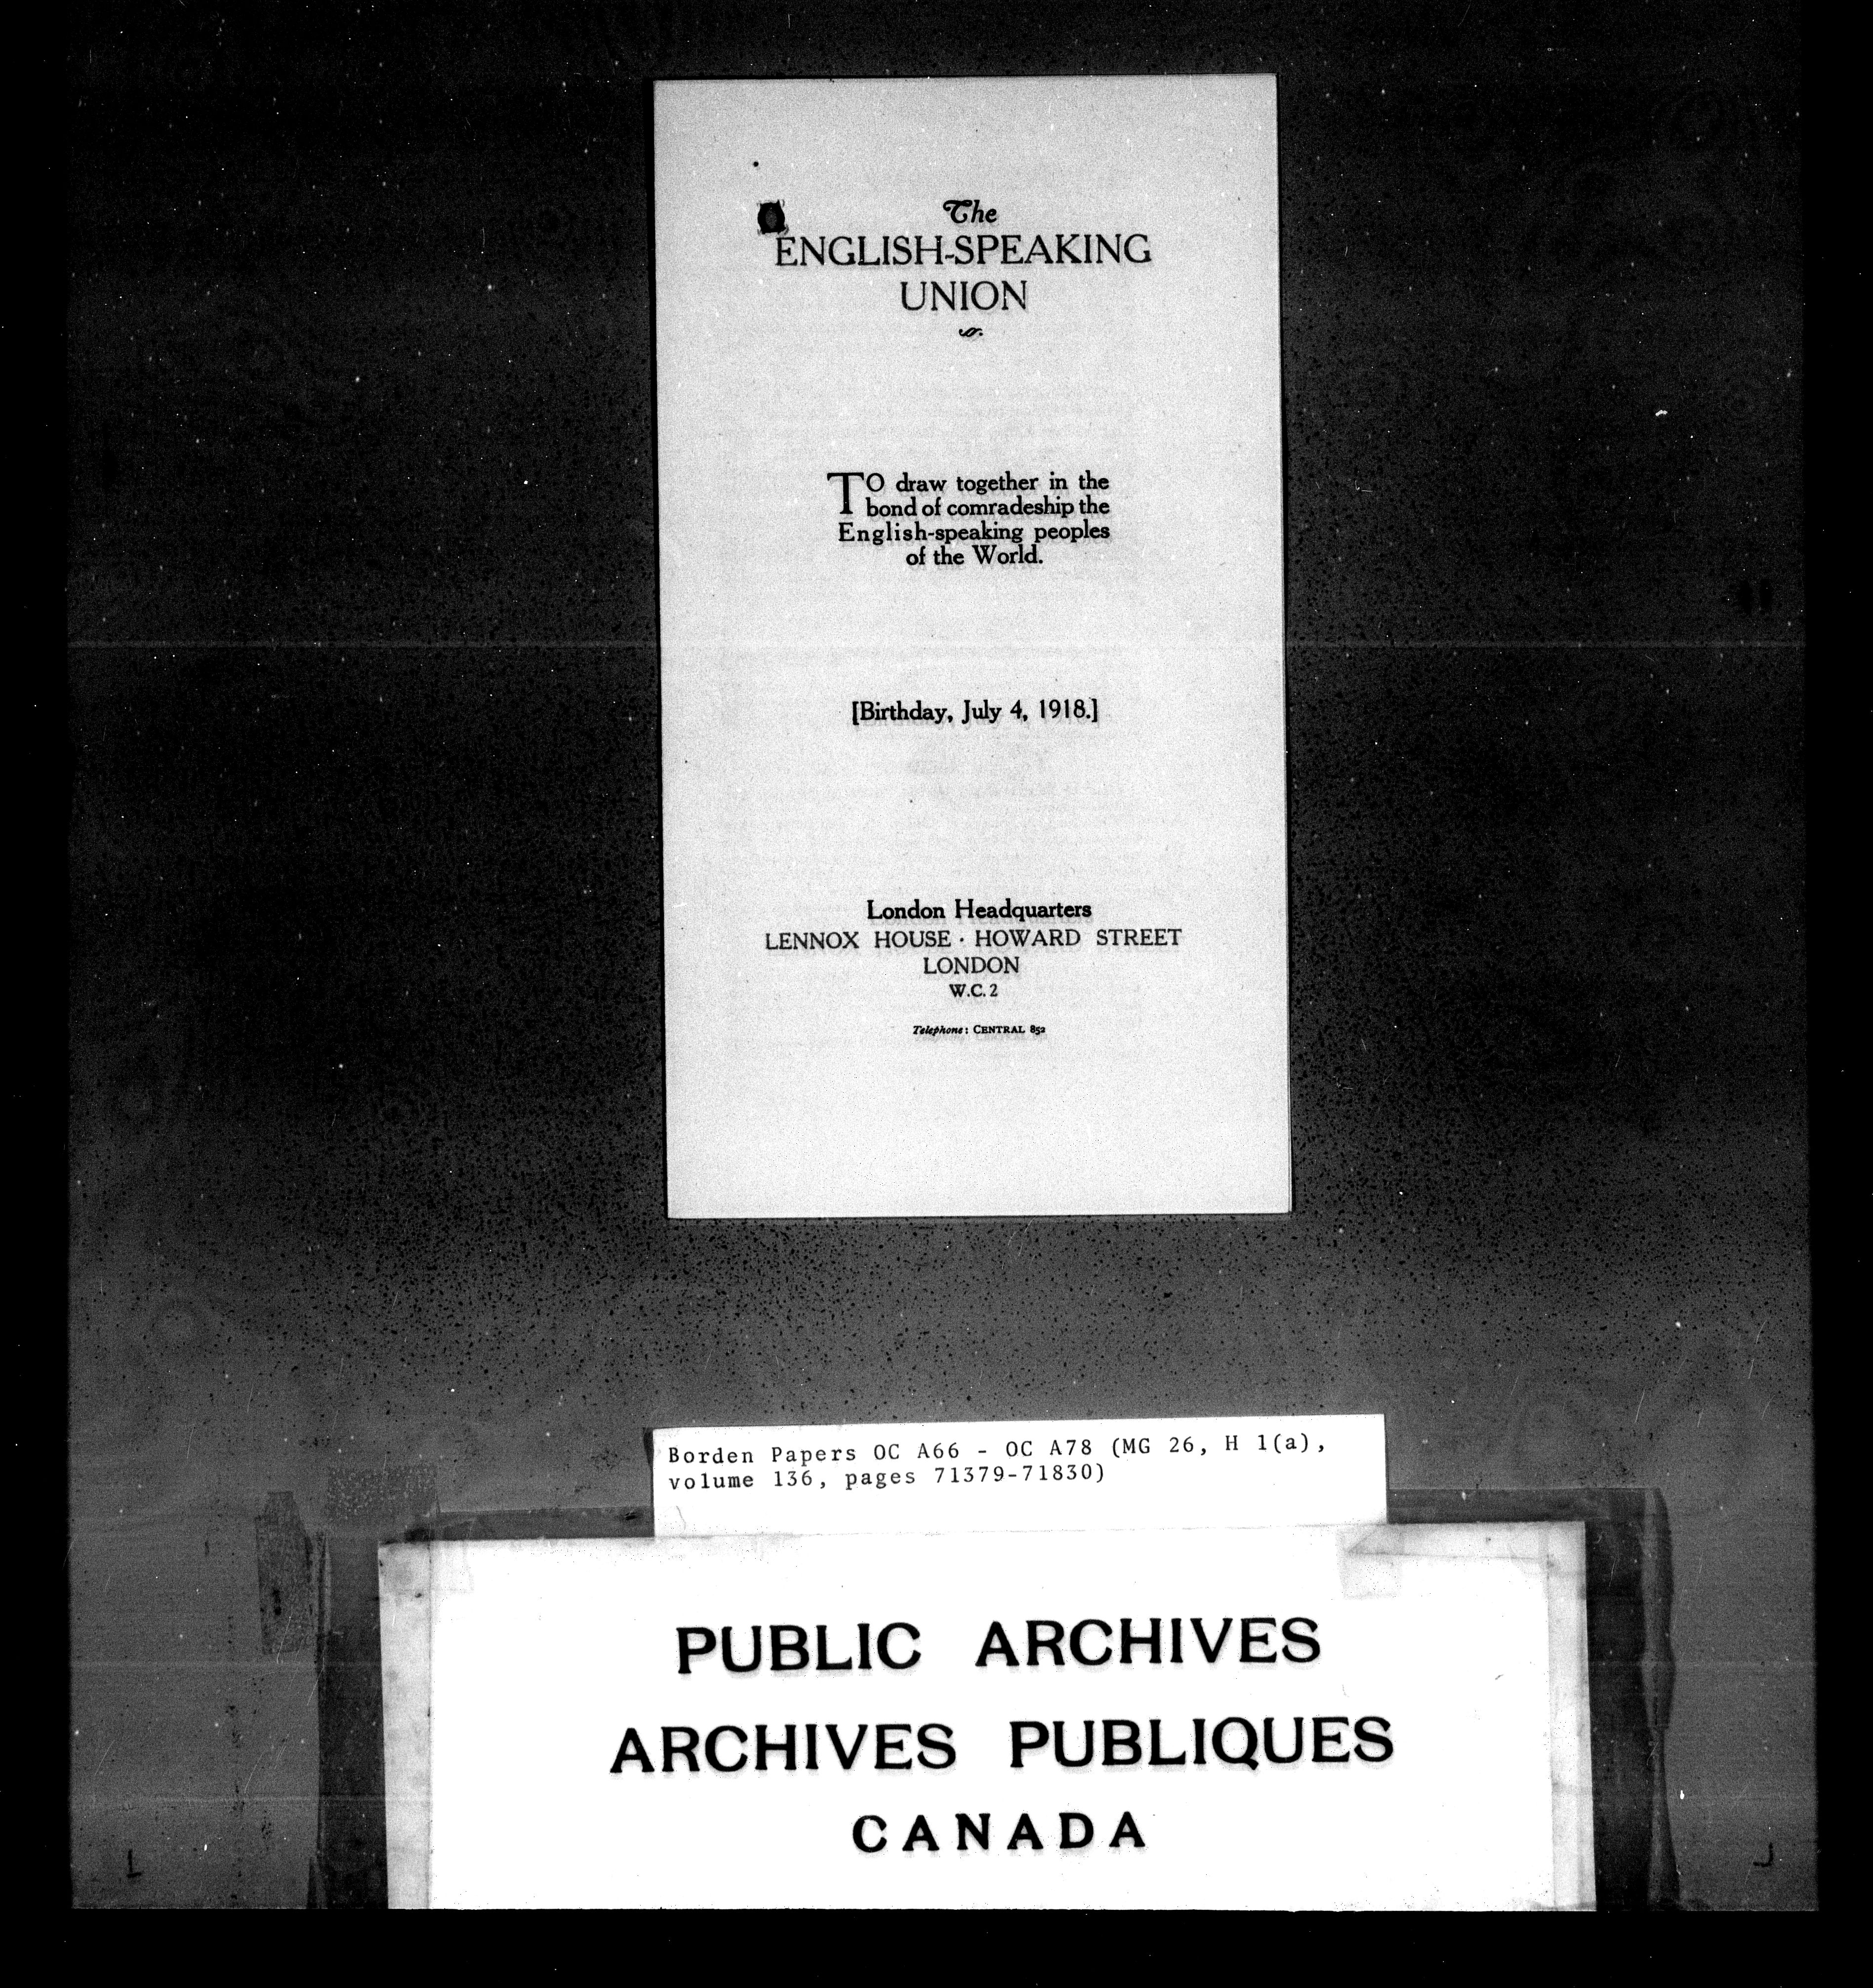 The
ENGLISH-SPEAKING
UNION
TO draw together in the
bond of comradeship the
English-speaking peoples
of the World.
[Birthday, July 4, 1918.]
London Headquarters
LENNOX HOUSE · HOWARD STREET
LONDON
W.C.2
Telephone: CENTRAL 852
Borden Papers OC A66 - OC A78 (MG 26, H 1(a),
volume 136, pages 71379-71830)
PUBLIC ARCHIVES
ARCHIVES PUBLIQUES
CANADA